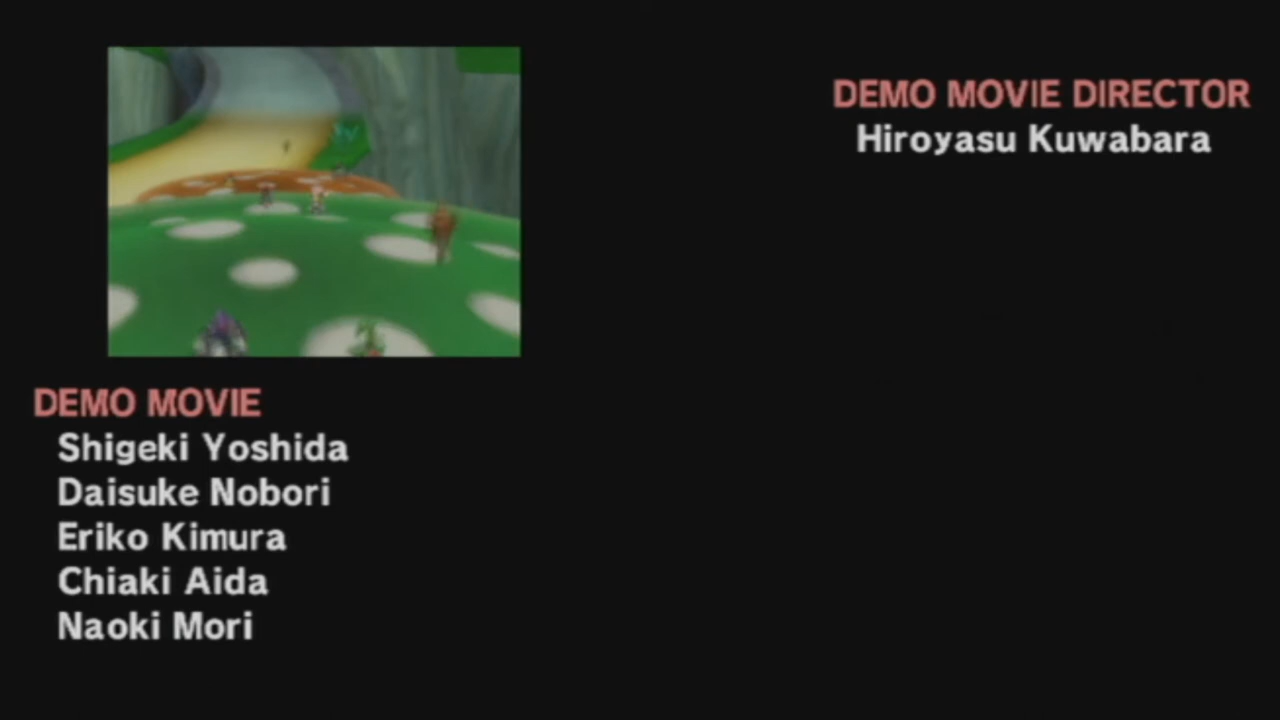 DEMO MOVIE DIRECTOR
Hiroyasu Kuwabara
DEMO MOVIE
Shigeki Yoshida
Daisuke Nobori
Eriko Kimura
Chiaki Aida
Naoki Mori